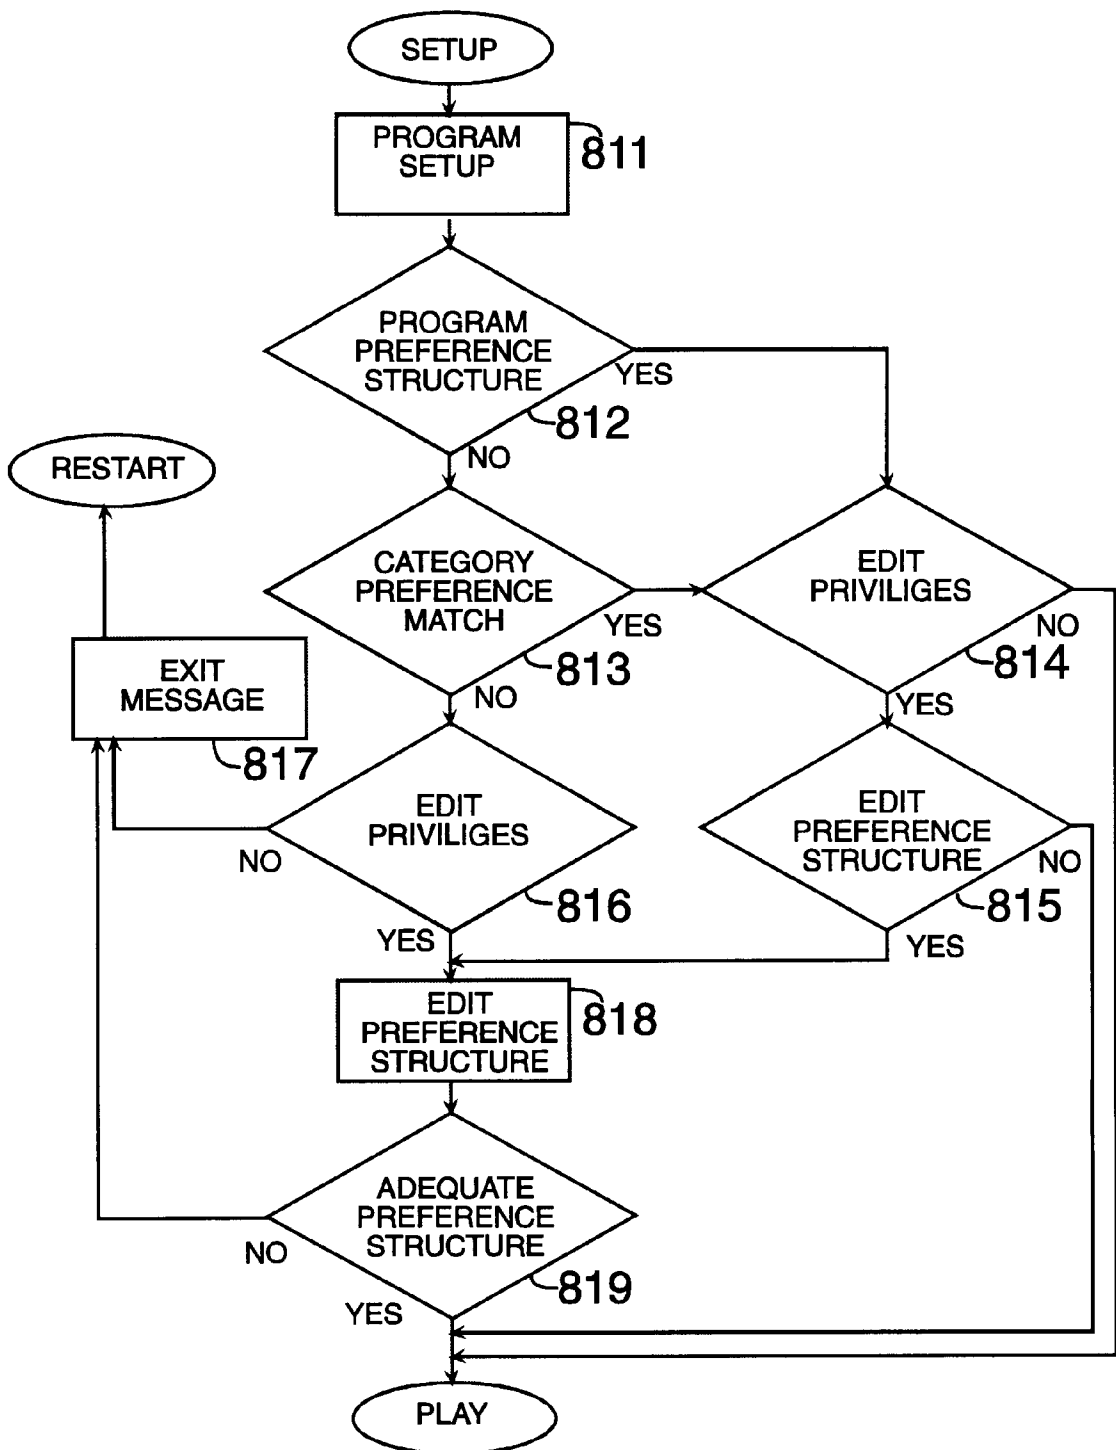 SETUP
PROGRAM
SETUP
811
PROGRAM
PREFERENCE
STRUCTURE
YES
812
NO
RESTART
CATEGORY
PREFERENCE
MATCH
YES
813
NO
EDIT
PRIVILIGES
NO
814
YES
EXIT
MESSAGE
817
EDIT
PRIVILIGES
NO
816
YES
EDIT
PREFERENCE
STRUCTURE
NO
815
YES
EDIT
PREFERENCE
STRUCTURE
818
ADEQUATE
PREFERENCE
STRUCTURE
NO
819
YES
PLAY